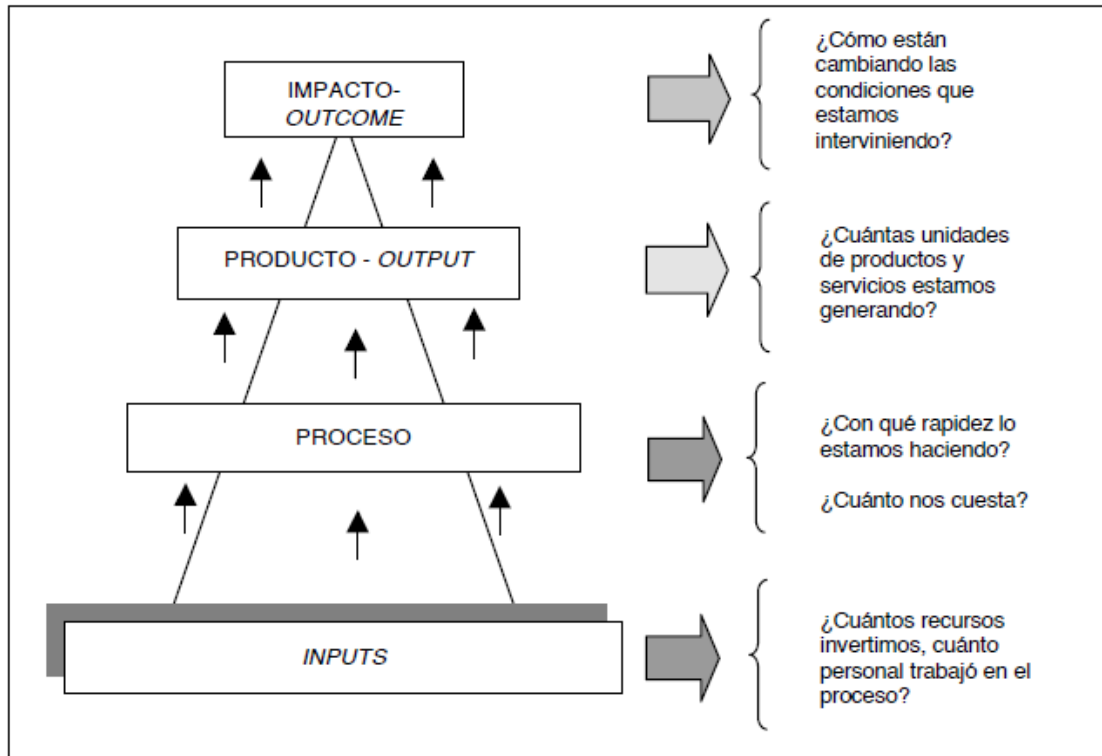 IMPACTO-
OUTCOME
¿Cómo están
cambiando las
condiciones que
estamos
interviniendo?
PRODUCTO - OUTPUT
¿Cuántas unidades
de productos y
servicios estamos
generando?
PROCESO
¿Con qué rapidez lo
estamos haciendo?
¿Cuánto nos cuesta?
INPUTS
¿Cuántos recursos
invertimos, cuánto
personal trabajó en el
proceso?